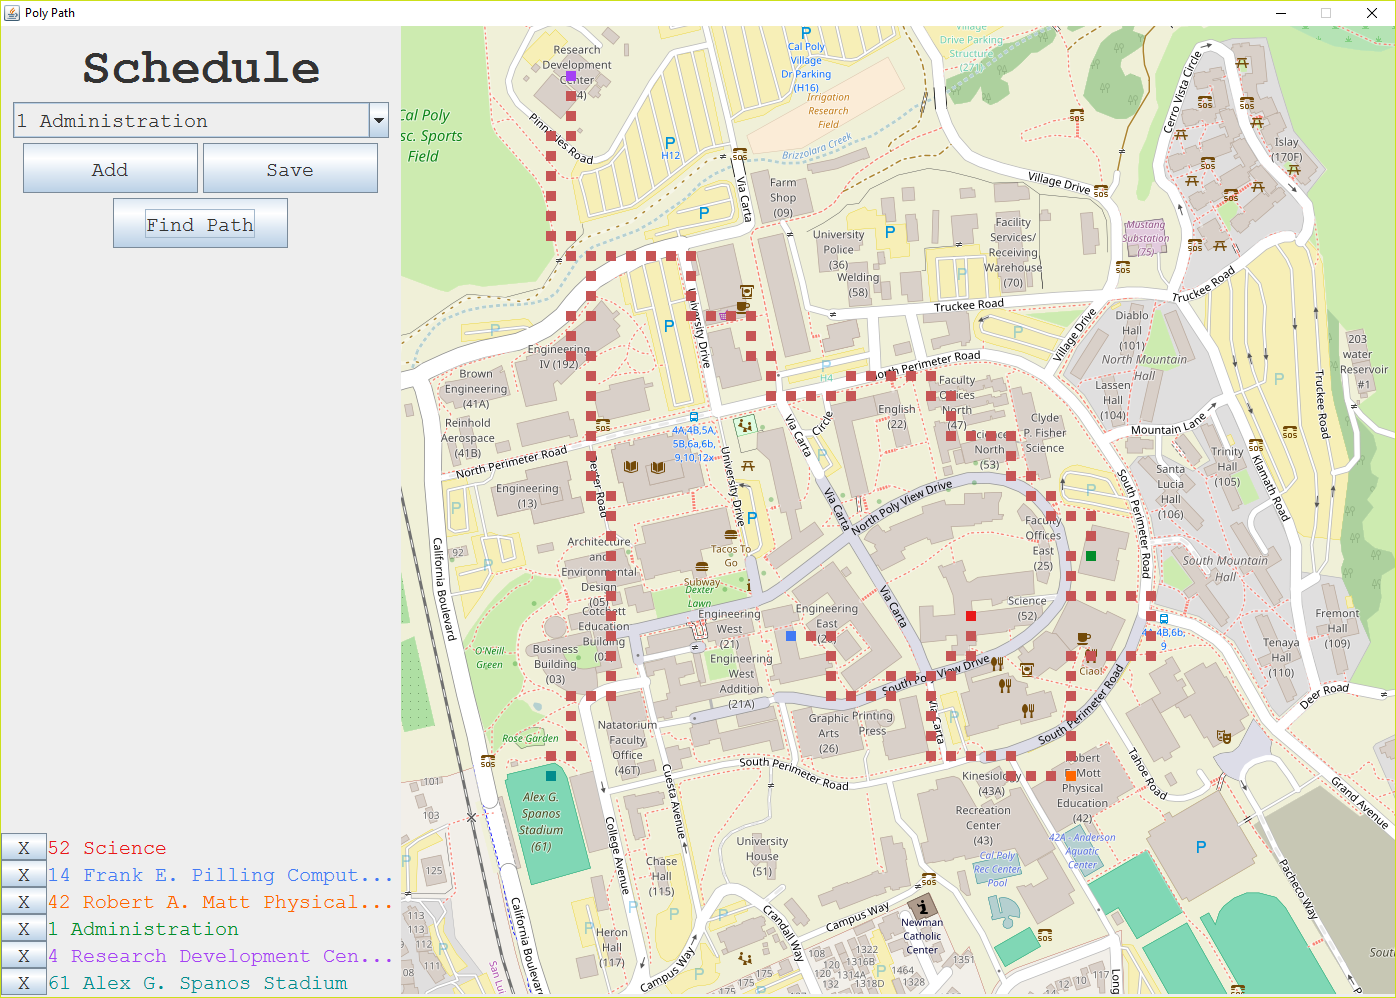 Poly Path
Schedule
1 Administration
Add
Save
Find Path
X 52 Science
X 14 Frank E. Pilling Comput...
X 42 Robert A. Matt Physical...
X 1 Administration
X 4 Research Development Cen...
X 61 Alex G. Spanos Stadium
Research
Development
Center
4)
Cal Poly
sc. Sports
Field
P
Cal Poly
Village
Dr Parking
(H16)
Village
Drive Parking
Structure
(271)
Irrigation
Research
Field
Brizzolara Creek
P
H12
Via Carta
Farm
Shop
(09)
University
Police
(36)
Welding
(58)
Facility
Services/
Receiving
Warehouse
(70)
Village Drive
Mustang
Substation
(75)
Cerro Vista Circle
Islay
(170F)
Truckee Road
Truckee Road
Truckee Road
Village Drive
Diablo
Hall
(101)
North Mountain
Hall
Lassen
Hall
(104)
Mountain Lane
203
water
Reservoir
#1
Engineering
IV (192)
Brown
Engineering
(41A)
Reinhold
Aerospace
(41B)
University Drive
North Perimeter Road
H4
Faculty
Offices
North
(47)
English
(22)
Circle
Via Carta
Clyde
P. Fisher
Science
North
(53)
4A,4B,5A,
5B,6a,6b,
9,10,12x
North Perimeter Road
Dexter Road
University Drive
Engineering
(13)
Via Carta
North Poly View Drive
South Perimeter Road
Santa
Lucia
Hall
(106)
Trinity
Hall
(105)
Klamath Road
92
California Boulevard
Architecture
and
Environmental
Design
(05)
Tacos To
Go
Subway
Dexter
Lawn
Faculty
Offices
East
(25)
South Mountain
Hall
Cotchett
Education
Building
(02)
Engineering
West
(21)
Engineering
East
Via Carta
Science
(52)
4A,4B,6b,
9
Fremont
Hall
(109)
O'Neill
Green
Business
Building
(03)
Engineering
West
Addition
(21A)
South Poly View Drive
Ciao!
Tenaya
Hall
(110)
Deer Road
Rose Garden
Natatorium
Faculty
Office
(46T)
Graphic
Arts
(26)
Printing
Press
Via Carta
South Perimeter Road
South Perimeter Road
Kinesiology
(43A)
Robert
Mott
Physical
Education
(42)
Tahoe Road
Grand Avenue
101
103
Alex G.
Spanos
Stadium
(61)
Cuesta Avenue
College Avenue
Recreation
Center
(43)
42A - Anderson
Aquatic
Center
Cal Poly
Rec Center
Pool
University
House
(51)
Chase
Hall
(115)
125
113
111
108
Heron
Hall
(117)
California Boulevard
San Lui
Campus Way
Crandall Way
Campus Way
Newman
Catholic
Center
Pacheco Way
175
175
108
120
1322
1316B
1314A
1318D
1464
1328
1351
12
10
117
Long
South